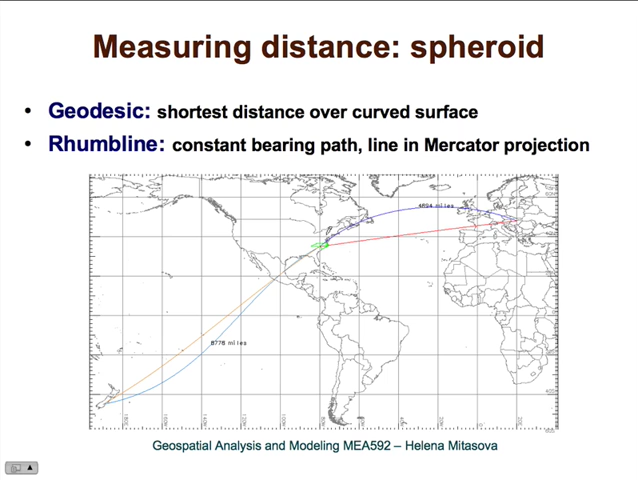 Measuring distance: spheroid
• Geodesic: shortest distance over curved surface
• Rhumbline: constant bearing path, line in Mercator projection
4894 miles
8778 miles
Geospatial Analysis and Modeling MEA592 – Helena Mitasova